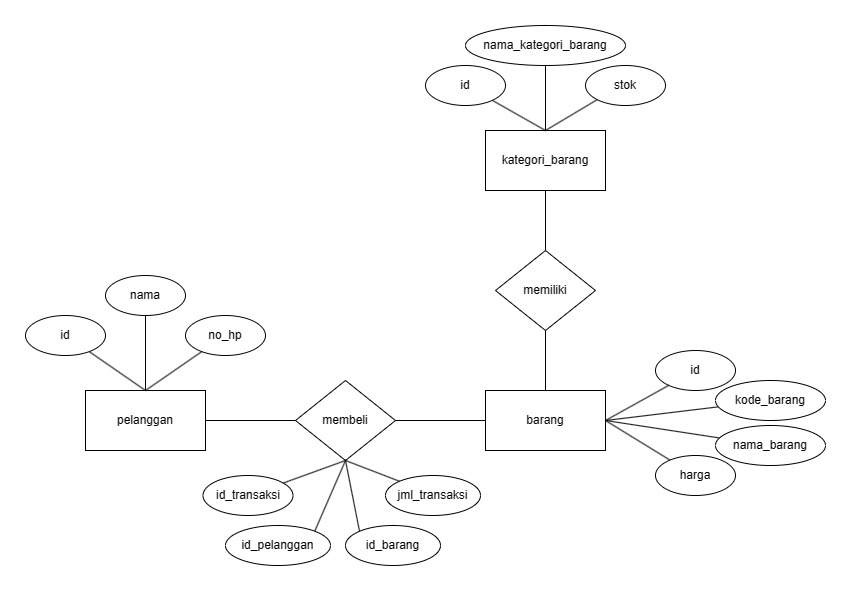 nama_kategori_barang
id
stok
kategori_barang
memiliki
nama
id
no_hp
pelanggan
membeli
barang
id
kode_barang
nama_barang
harga
id_transaksi
jml_transaksi
id_pelanggan
id_barang